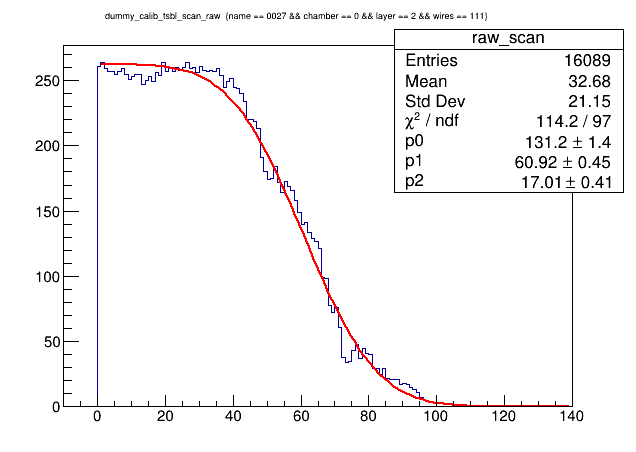 dummy_calib_tsbl_scan_raw (name == 0027 && chamber == 0 && layer == 2 && wires == 111)
raw_scan
Entries 16089
Mean 32.68
Std Dev 21.15
χ² / ndf 114.2 / 97
p0 131.2 ± 1.4
p1 60.92 ± 0.45
p2 17.01 ± 0.41
250
200
150
100
50
0
0 20 40 60 80 100 120 140